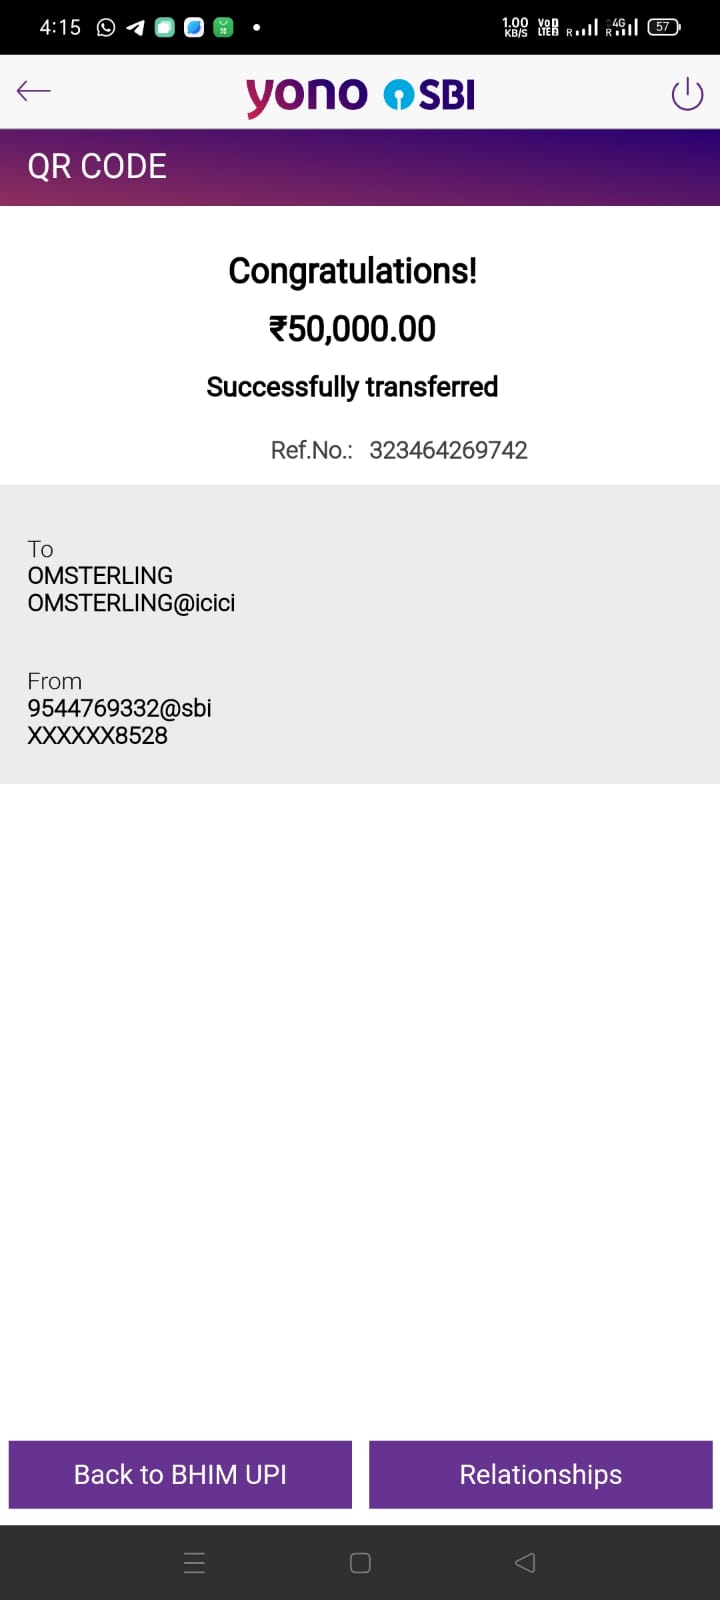 4:15 1.00 KB/S VoD LTE 4G R R 57
yono SBI
QR CODE
Congratulations!
₹50,000.00
Successfully transferred
Ref.No.: 323464269742
To
OMSTERLING
OMSTERLING@icici
From
9544769332@sbi
XXXXXX8528
Back to BHIM UPI Relationships